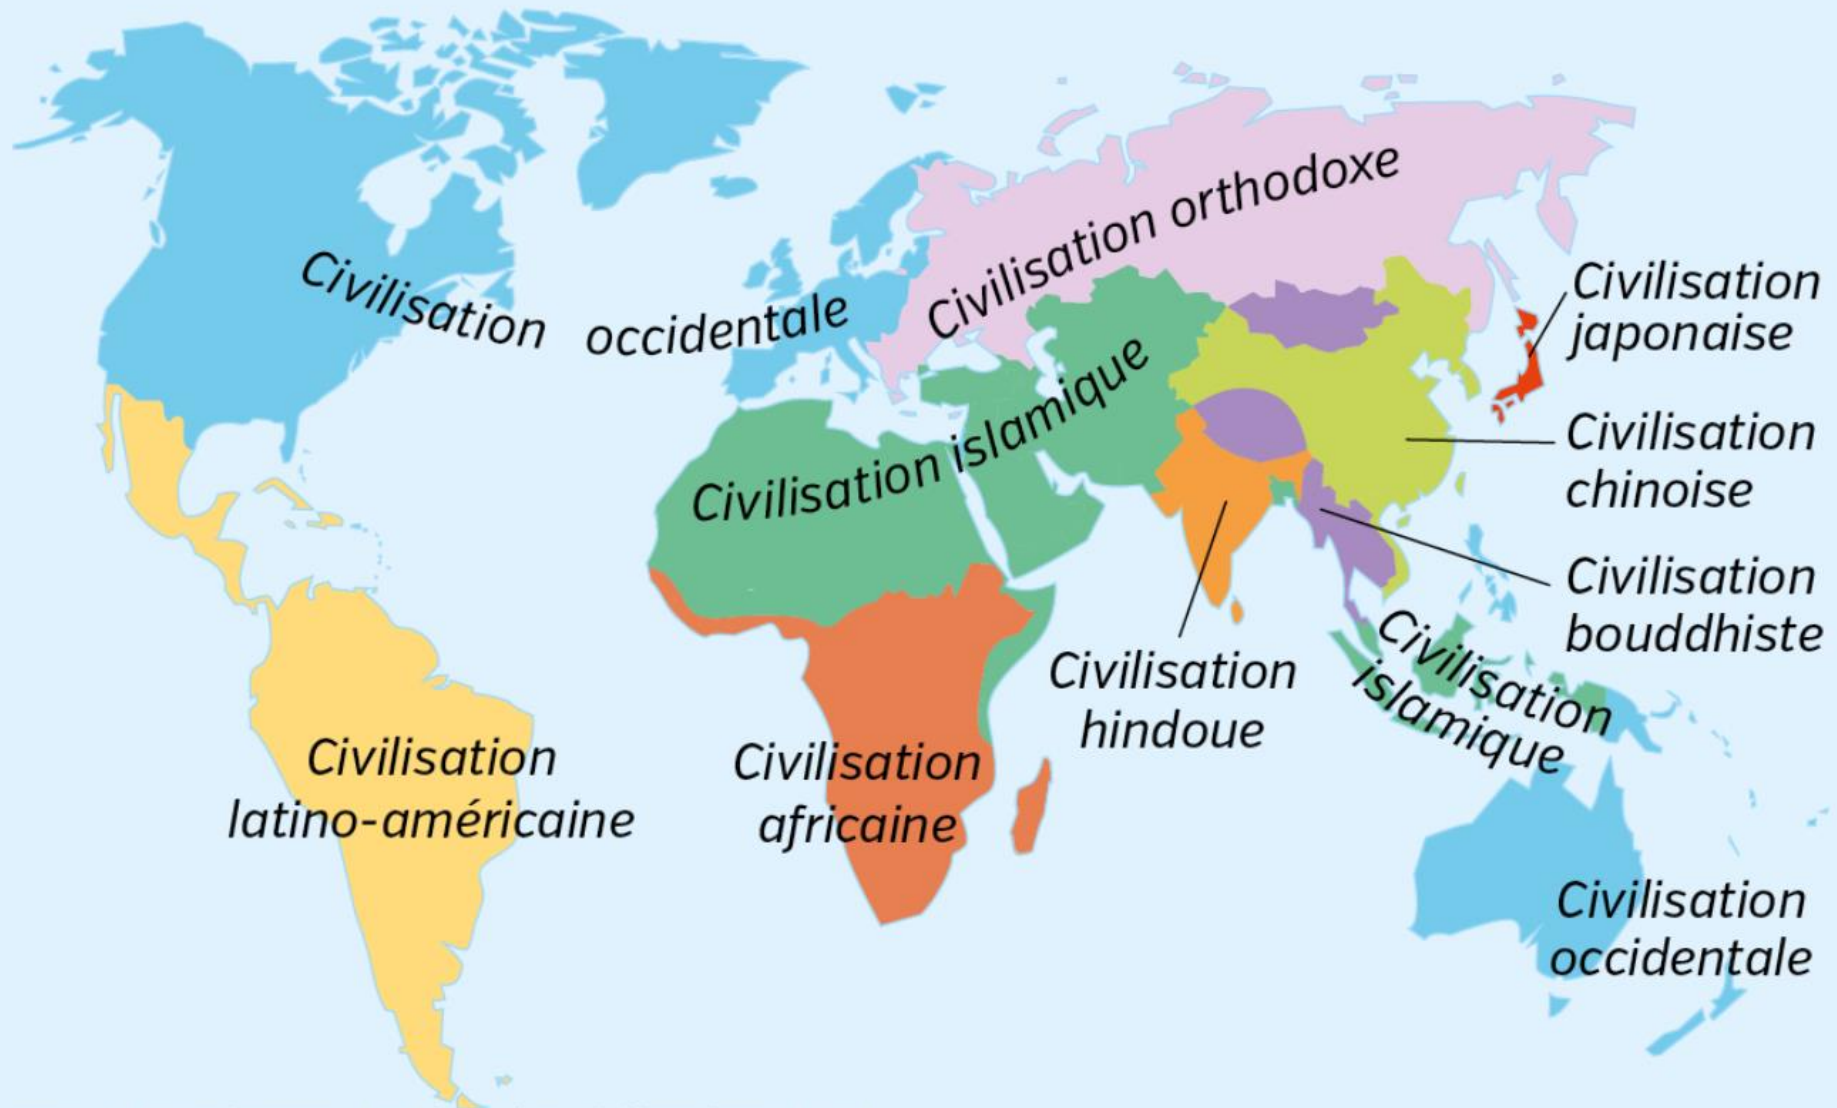 Civilisation occidentale
Civilisation orthodoxe
Civilisation
japonaise
Civilisation islamique
Civilisation
chinoise
Civilisation
bouddhiste
Civilisation
hindoue
Civilisation
islamique
Civilisation
latino-américaine
Civilisation
africaine
Civilisation
occidentale